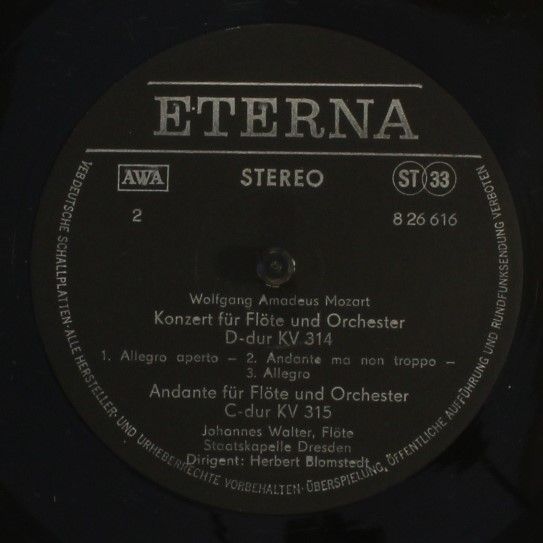 ETERNA
AWA
STEREO
ST 33
2
8 26 616
Wolfgang Amadeus Mozart
Konzert für Flöte und Orchester
D-dur KV 314
1. Allegro aperto – 2. Andante ma non troppo –
3. Allegro
Andante für Flöte und Orchester
C-dur KV 315
Johannes Walter, Flöte
Staatskapelle Dresden
Dirigent: Herbert Blomstedt
VEB DEUTSCHE SCHALLPLATTEN · ALLE HERSTELLER- UND URHEBERRECHTE VORBEHALTEN · ÜBERSPIELUNG, ÖFFENTLICHE AUFFÜHRUNG UND RUNDFUNKSENDUNG VERBOTEN